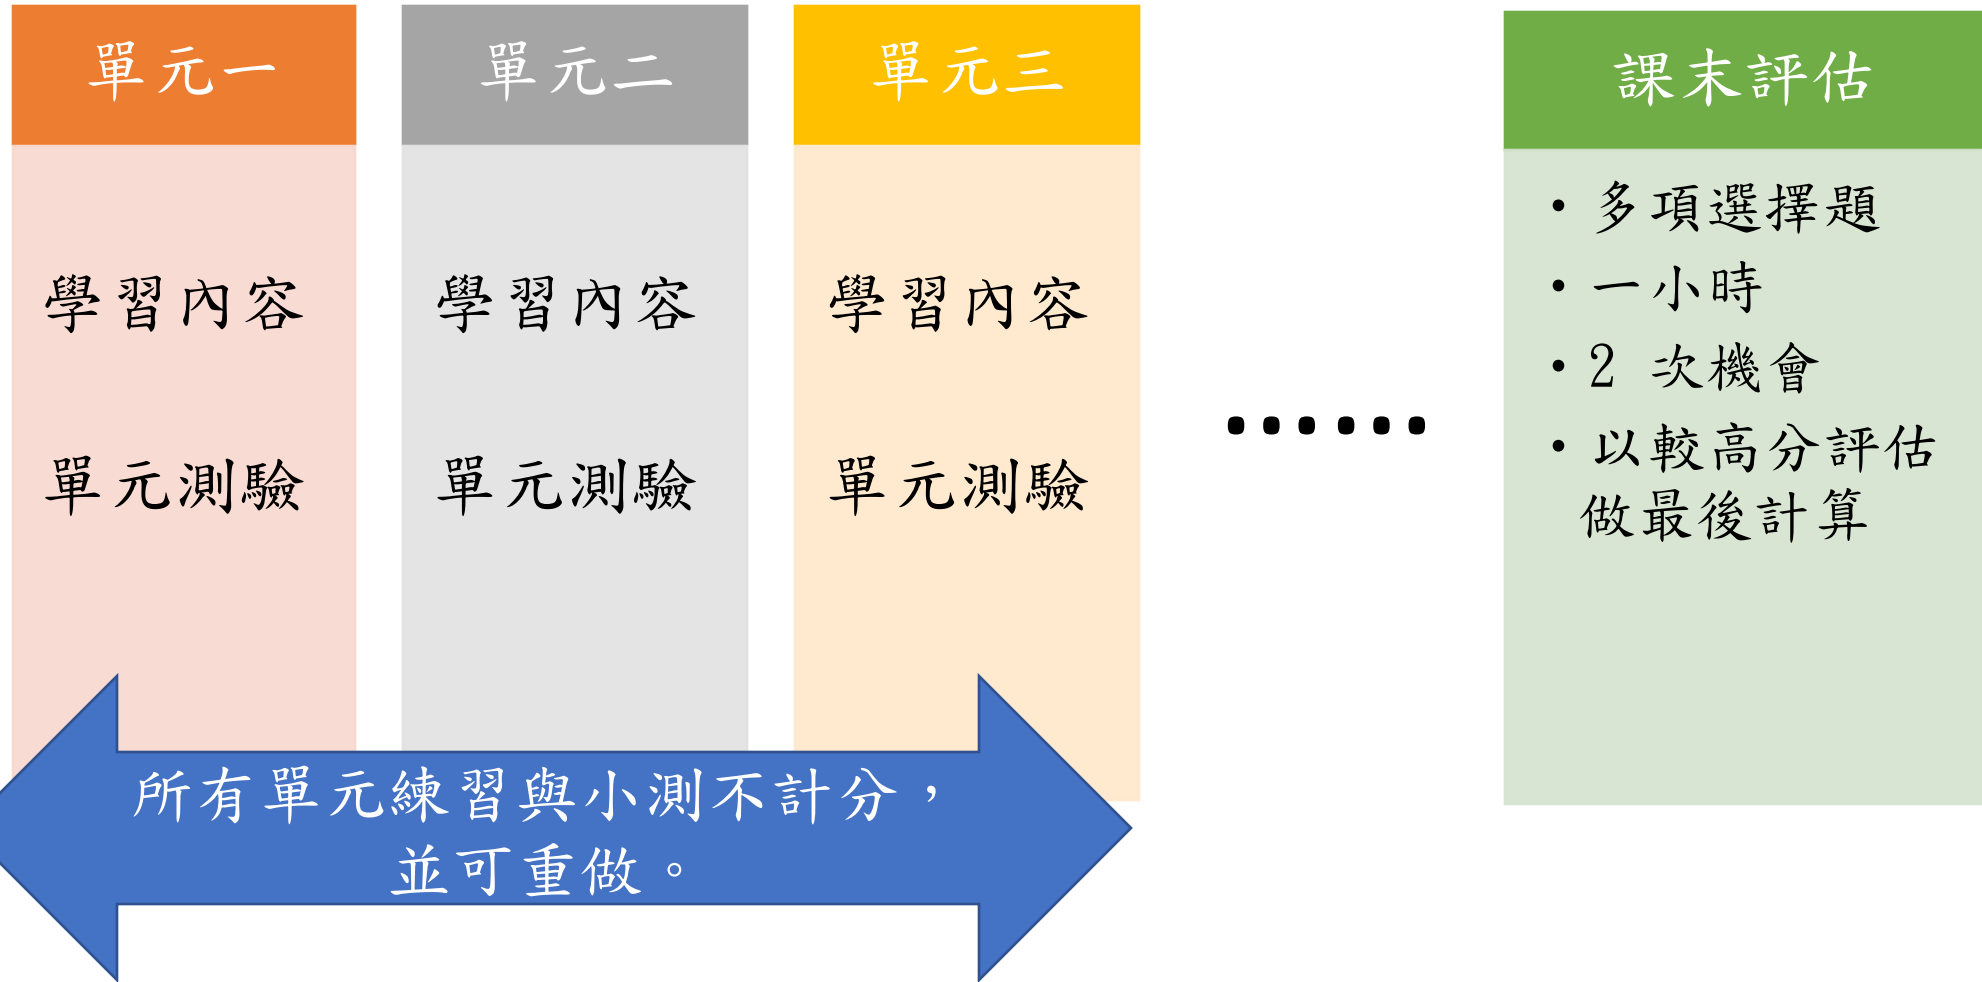 單元一
學習內容
單元測驗
單元二
學習內容
單元測驗
單元三
學習內容
單元測驗
所有單元練習與小測不計分，
並可重做。
……
課末評估
• 多項選擇題
• 一小時
• 2 次機會
• 以較高分評估
做最後計算